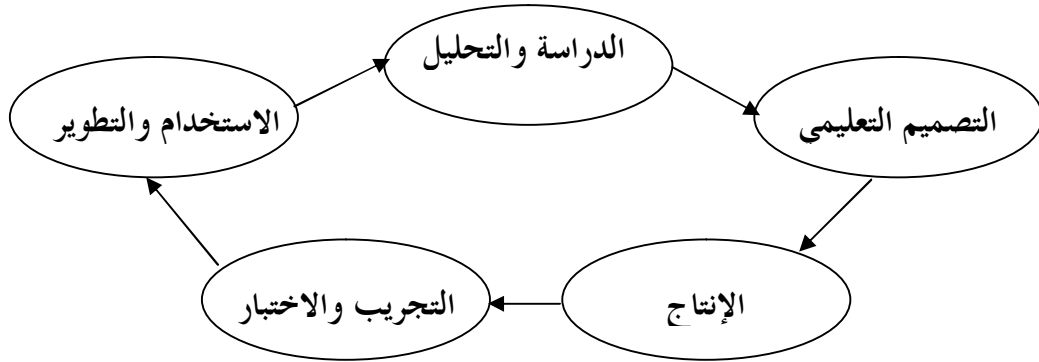 الدراسة والتحليل
التصميم التعليمي
الإنتاج
التجريب والاختبار
الاستخدام والتطوير